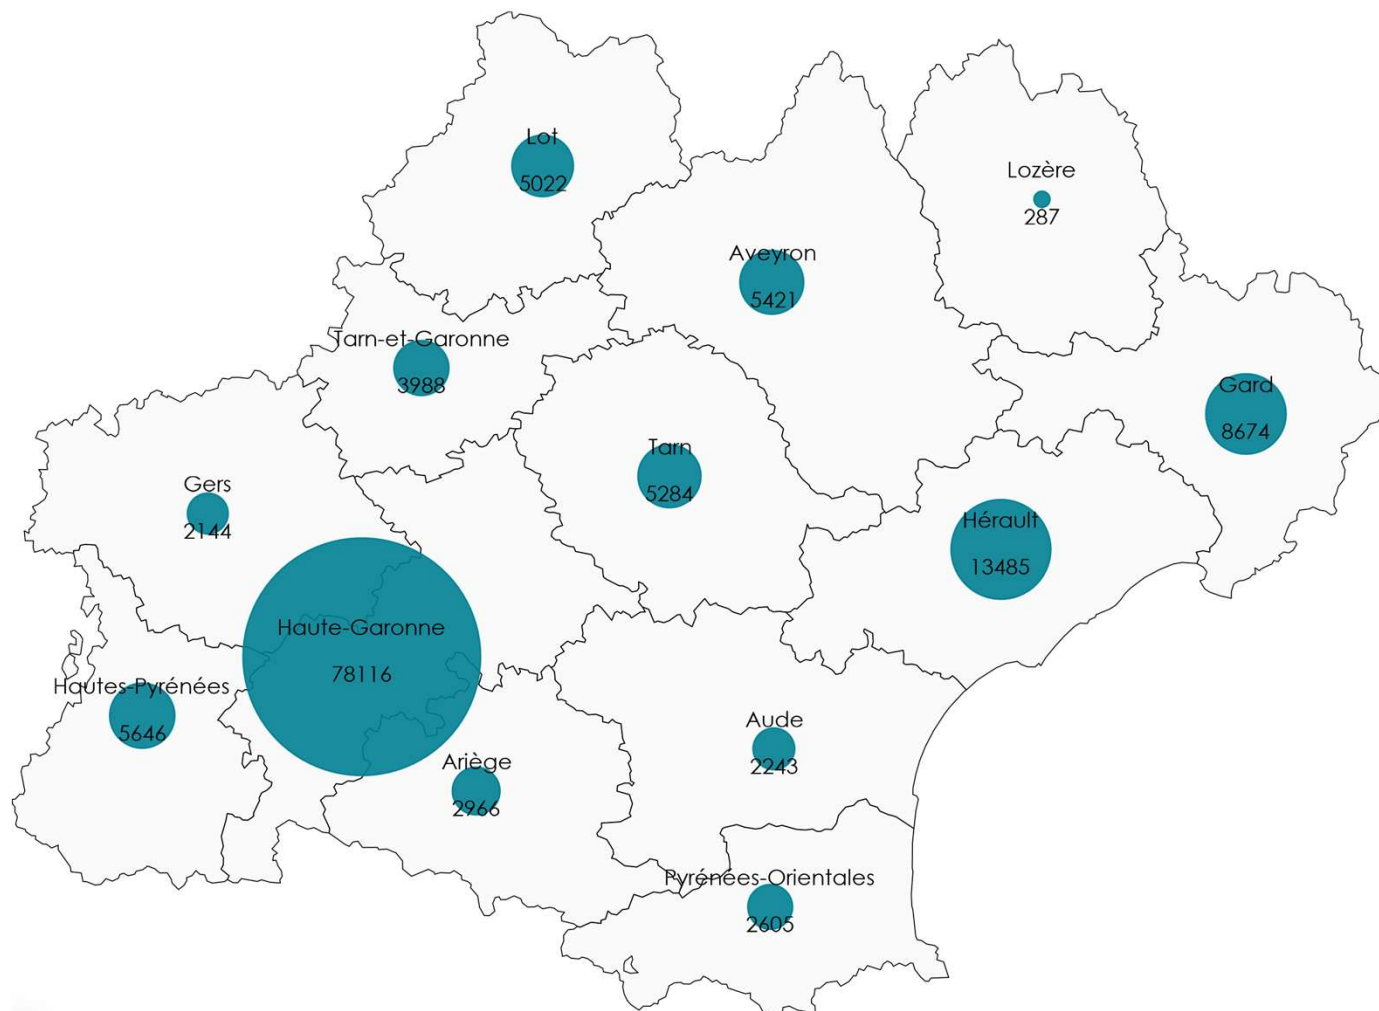 Lot
5022
Lozère
287
Aveyron
5421
Tarn-et-Garonne
3988
Gard
8674
Tarn
5284
Gers
2144
Hérault
13485
Haute-Garonne
78116
Hautes-Pyrénées
5646
Aude
2243
Ariège
2966
Pyrénées-Orientales
2605